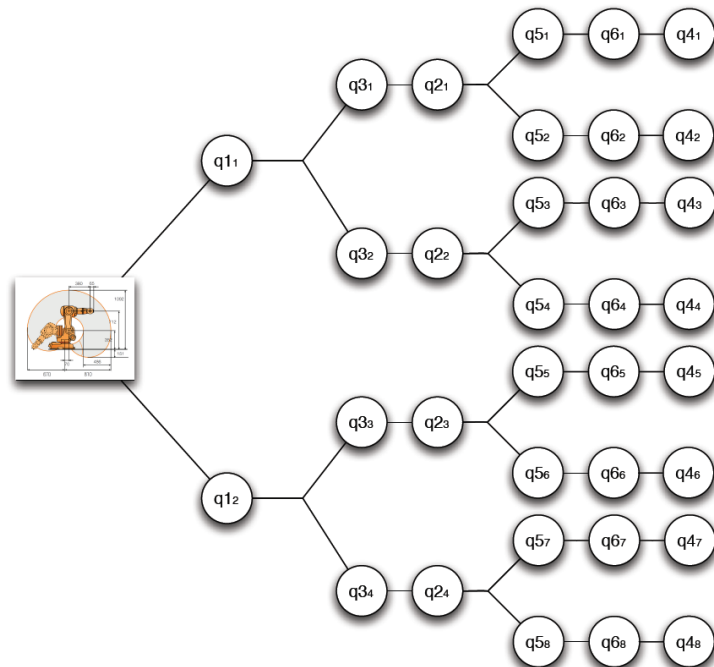 q5₁ q6₁ q4₁
q3₁ q2₁
q5₂ q6₂ q4₂
q1₁
q5₃ q6₃ q4₃
q3₂ q2₂
q5₄ q6₄ q4₄
q5₅ q6₅ q4₅
q3₃ q2₃
q5₆ q6₆ q4₆
q1₂
q5₇ q6₇ q4₇
q3₄ q2₄
q5₈ q6₈ q4₈